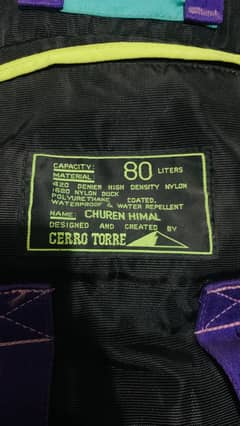 CAPACITY: 80 LITERS
MATERIAL:
420 DENIER HIGH DENSITY NYLON
1680 NYLON DUCK
POLYURETHANE COATED,
WATERPROOF & WATER REPELLENT
NAME: CHUREN HIMAL
DESIGNED AND CREATED BY
CERRO TORRE